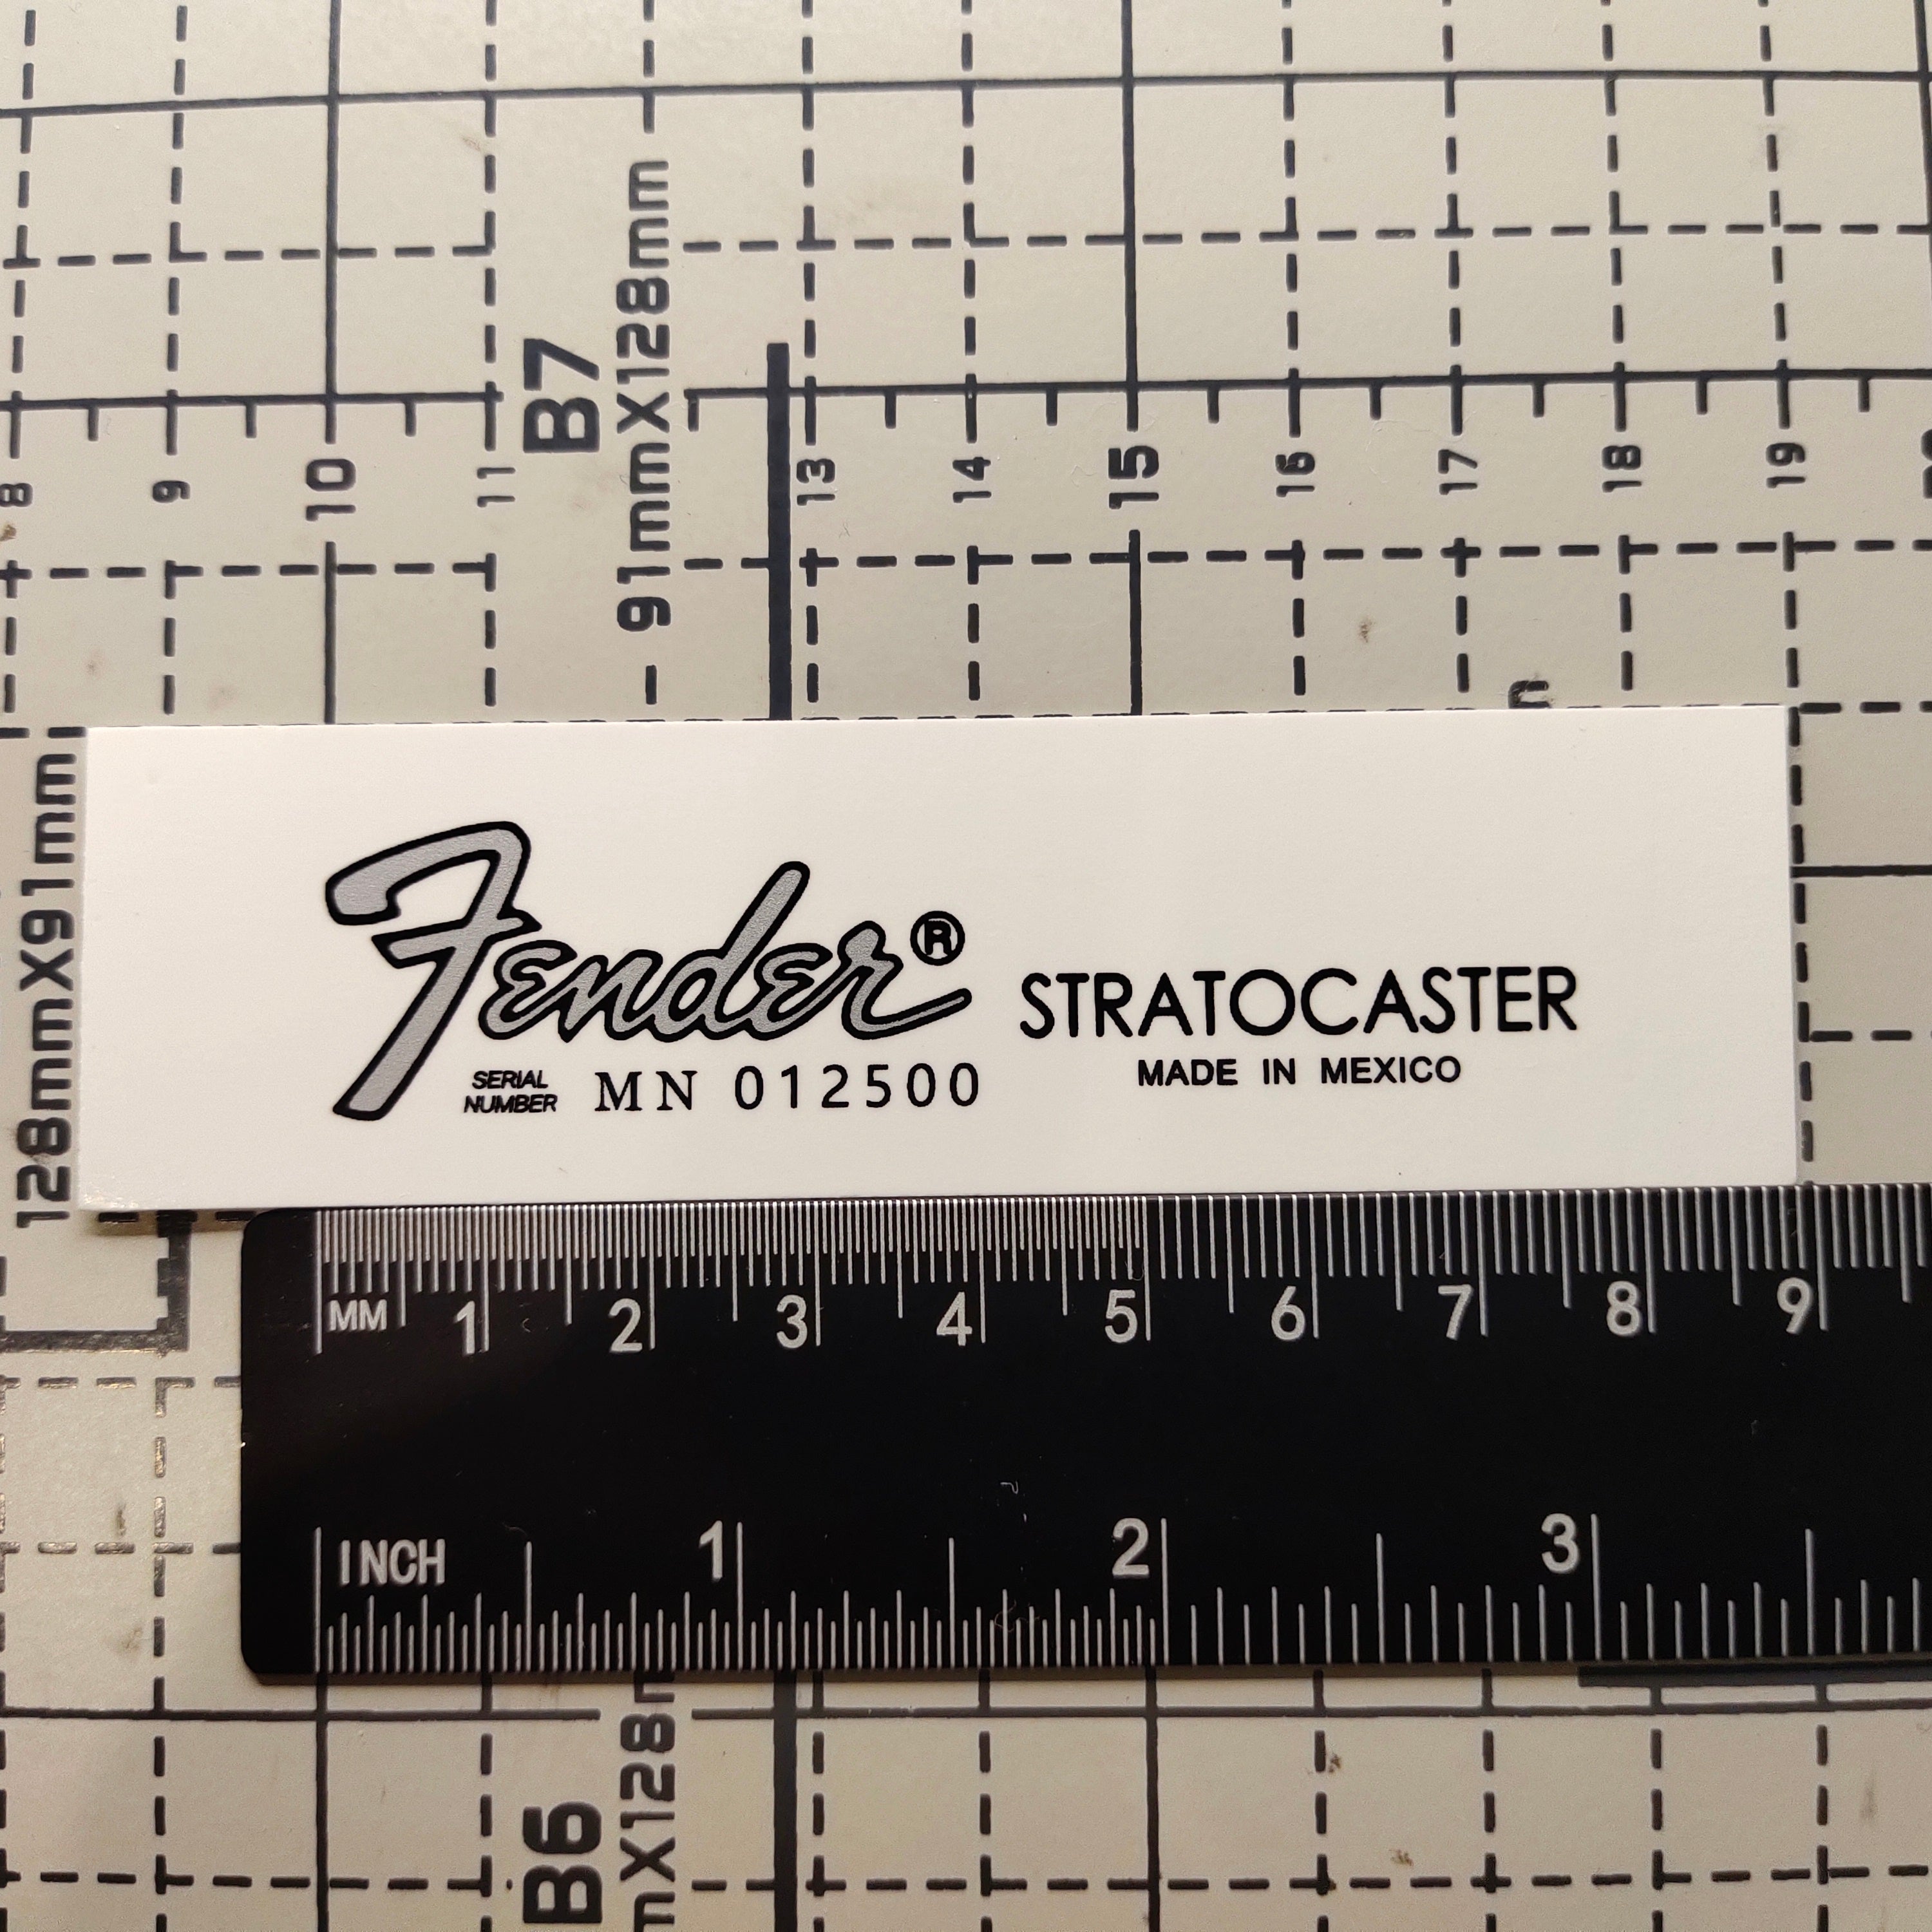 B7
91mmX128mm
8 9 10 11 13 14 15 16 17 18 19
128mmX91mm
Fender® STRATOCASTER
SERIAL
NUMBER MN 012500
MADE IN MEXICO
MM 1 2 3 4 5 6 7 8 9
INCH 1 2 3
B6